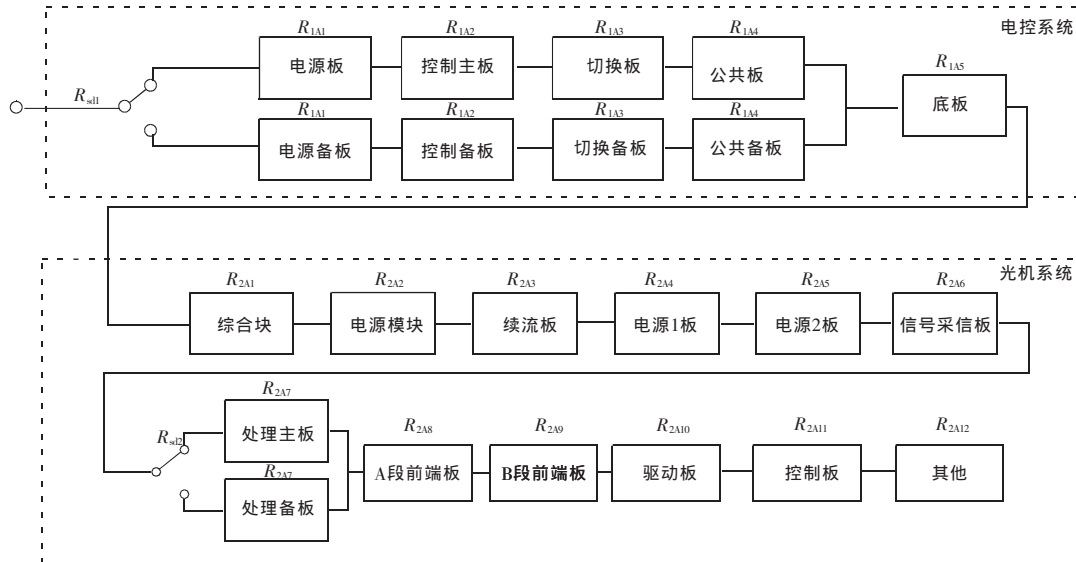 电控系统
R1A1 R1A2 R1A3 R1A4
R1A5
Rsd1
电源板 控制主板 切换板 公共板
底板
R1A1 R1A2 R1A3 R1A4
电源备板 控制备板 切换备板 公共备板
光机系统
R2A1 R2A2 R2A3 R2A4 R2A5 R2A6
综合块 电源模块 续流板 电源1板 电源2板 信号采信板
R2A7
Rsd2
处理主板
R2A8 R2A9 R2A10 R2A11 R2A12
R2A7
A段前端板 B段前端板 驱动板 控制板 其他
处理备板